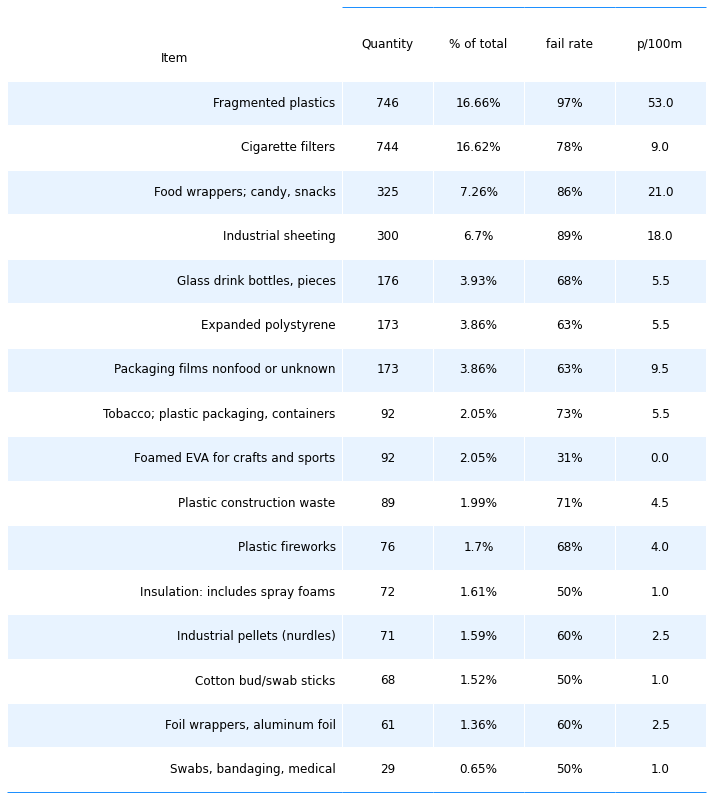 Item Quantity % of total fail rate p/100m
Fragmented plastics 746 16.66% 97% 53.0
Cigarette filters 744 16.62% 78% 9.0
Food wrappers; candy, snacks 325 7.26% 86% 21.0
Industrial sheeting 300 6.7% 89% 18.0
Glass drink bottles, pieces 176 3.93% 68% 5.5
Expanded polystyrene 173 3.86% 63% 5.5
Packaging films nonfood or unknown 173 3.86% 63% 9.5
Tobacco; plastic packaging, containers 92 2.05% 73% 5.5
Foamed EVA for crafts and sports 92 2.05% 31% 0.0
Plastic construction waste 89 1.99% 71% 4.5
Plastic fireworks 76 1.7% 68% 4.0
Insulation: includes spray foams 72 1.61% 50% 1.0
Industrial pellets (nurdles) 71 1.59% 60% 2.5
Cotton bud/swab sticks 68 1.52% 50% 1.0
Foil wrappers, aluminum foil 61 1.36% 60% 2.5
Swabs, bandaging, medical 29 0.65% 50% 1.0